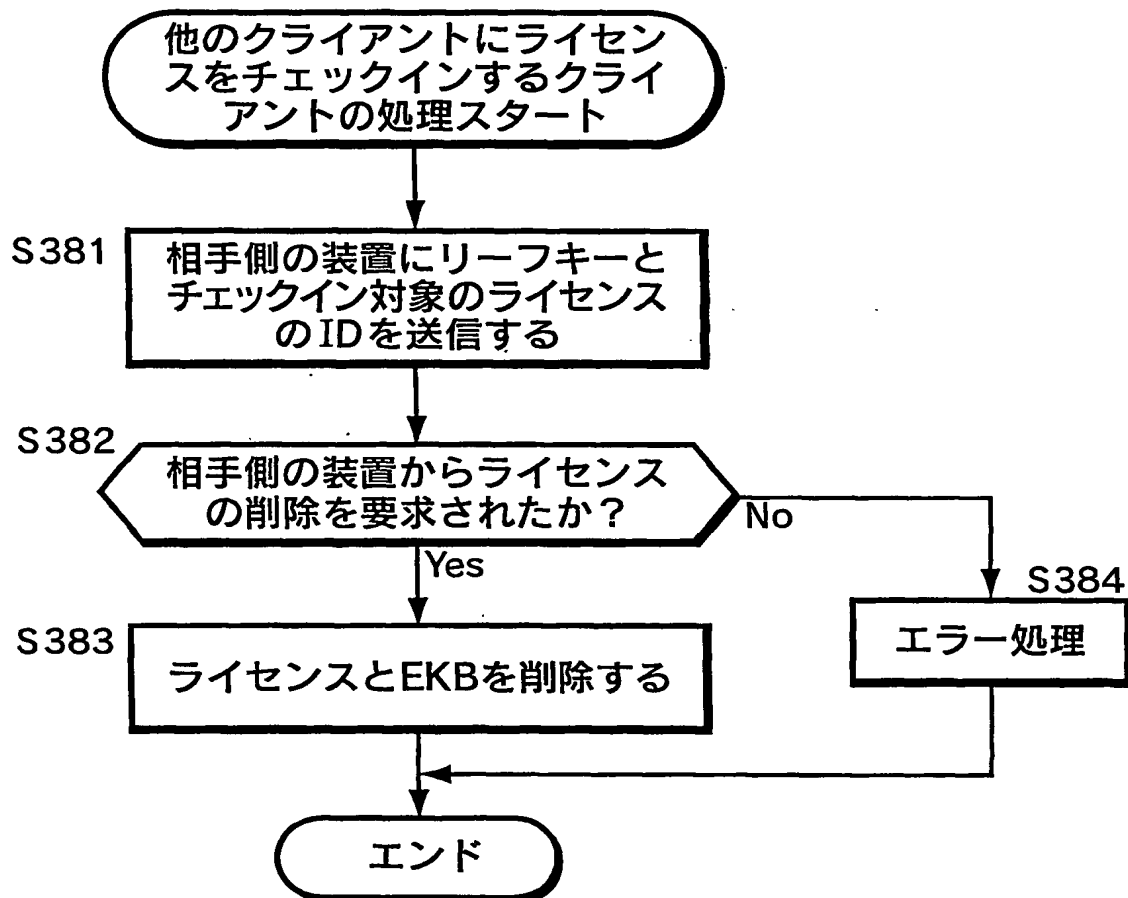 他のクライアントにライセン
スをチェックインするクライ
アントの処理スタート
S381
相手側の装置にリーフキーと
チェックイン対象のライセンス
のIDを送信する
S382
相手側の装置からライセンス
の削除を要求されたか？
No
Yes
S384
エラー処理
S383
ライセンスとEKBを削除する
エンド